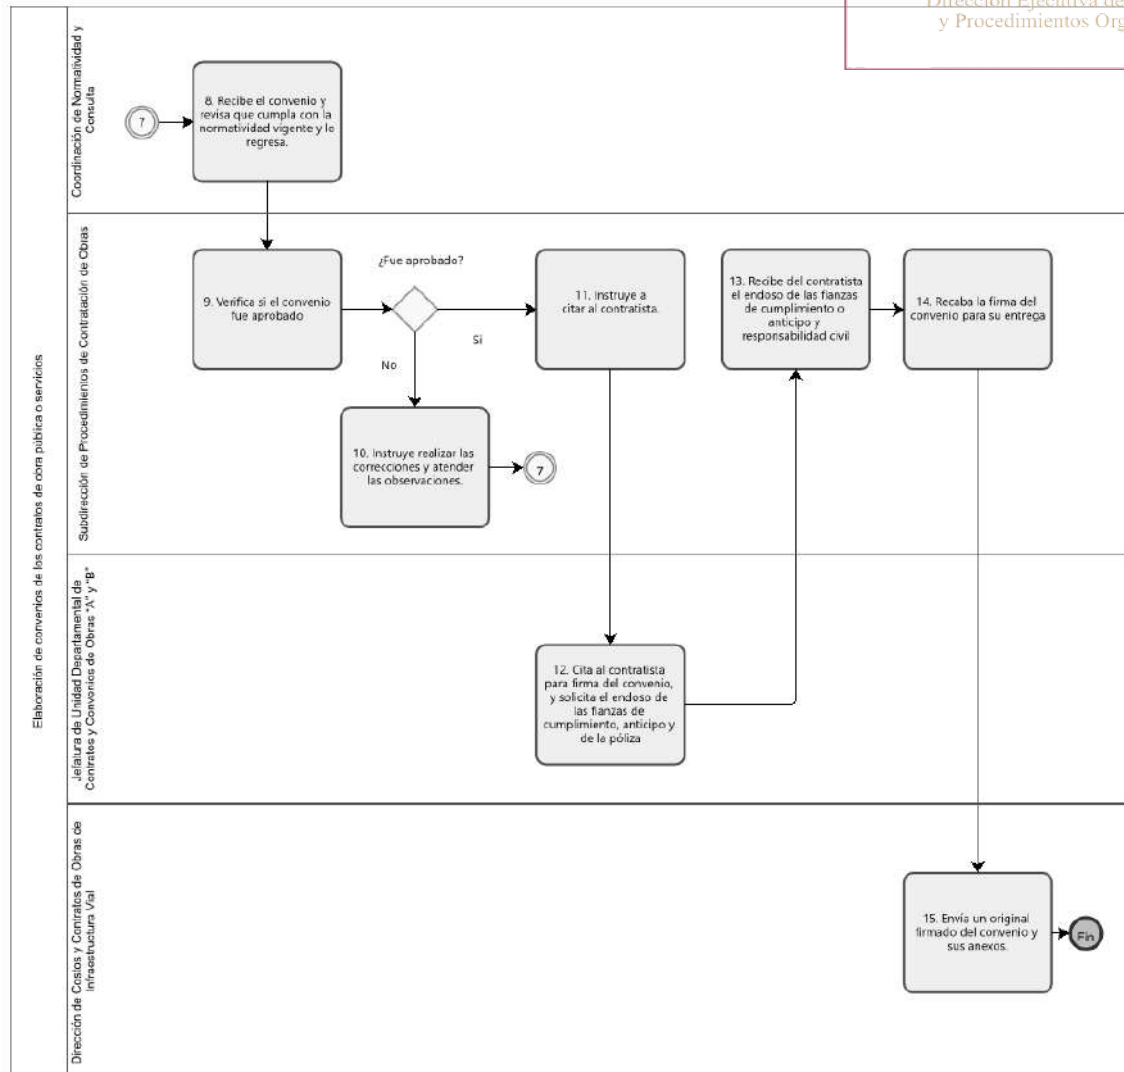 Dirección Ejecutiva de
y Procedimientos Org
Elaboración de convenios de los contratos de obra pública o servicios
Coordinación de Normatividad y
Consulta
7
8. Recibe el convenio y
revisa que cumpla con la
normatividad vigente y lo
regresa.
Subdirección de Procedimientos de Contratación de Obras
9. Verifica si el convenio
fue aprobado
¿Fue aprobado?
Si
No
10. Instruye realizar las
correcciones y atender
las observaciones.
7
11. Instruye a
citar al contratista.
13. Recibe del contratista
el endoso de las fianzas
de cumplimiento o
anticipo y
responsabilidad civil
14. Recaba la firma del
convenio para su entrega
Jefatura de Unidad Departamental de
Contratos y Convenios de Obras "A" y "B"
12. Cita al contratista
para firma del convenio,
y solicita el endoso de
las fianzas de
cumplimiento, anticipo y
de la póliza
Dirección de Costos y Contratos de Obras de
Infraestructura Vial
15. Envía un original
firmado del convenio y
sus anexos.
Fin